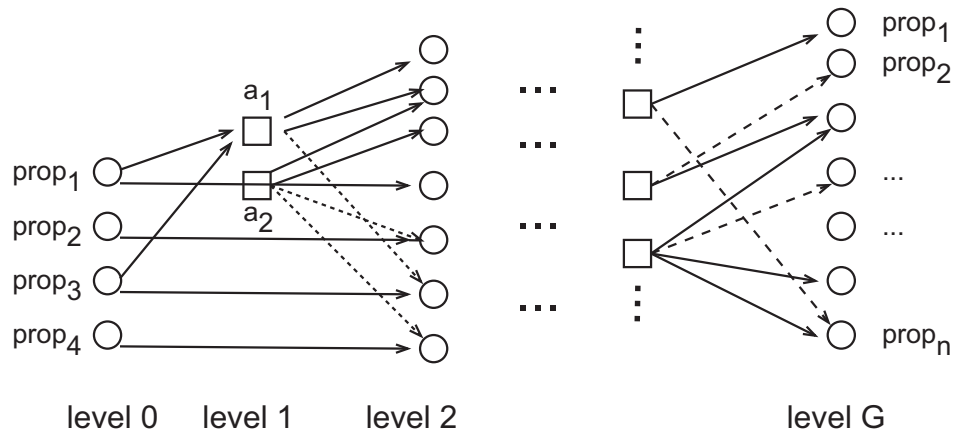 prop1
prop2
a1
...
prop1
...
a2
prop2
...
...
prop3
...
prop4
propn
level 0 level 1 level 2 level G